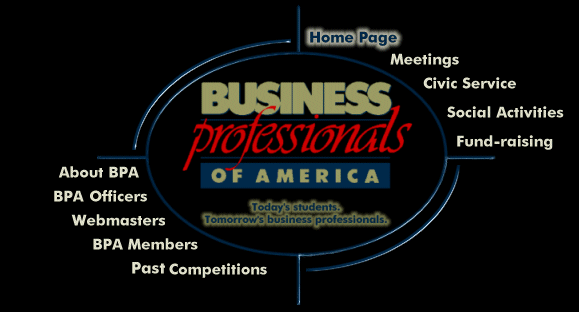 Home Page
Meetings
Civic Service
Social Activities
Fund-raising
BUSINESS
professionals
OF AMERICA
Today's students.
Tomorrow's business professionals.
About BPA
BPA Officers
Webmasters
BPA Members
Past Competitions